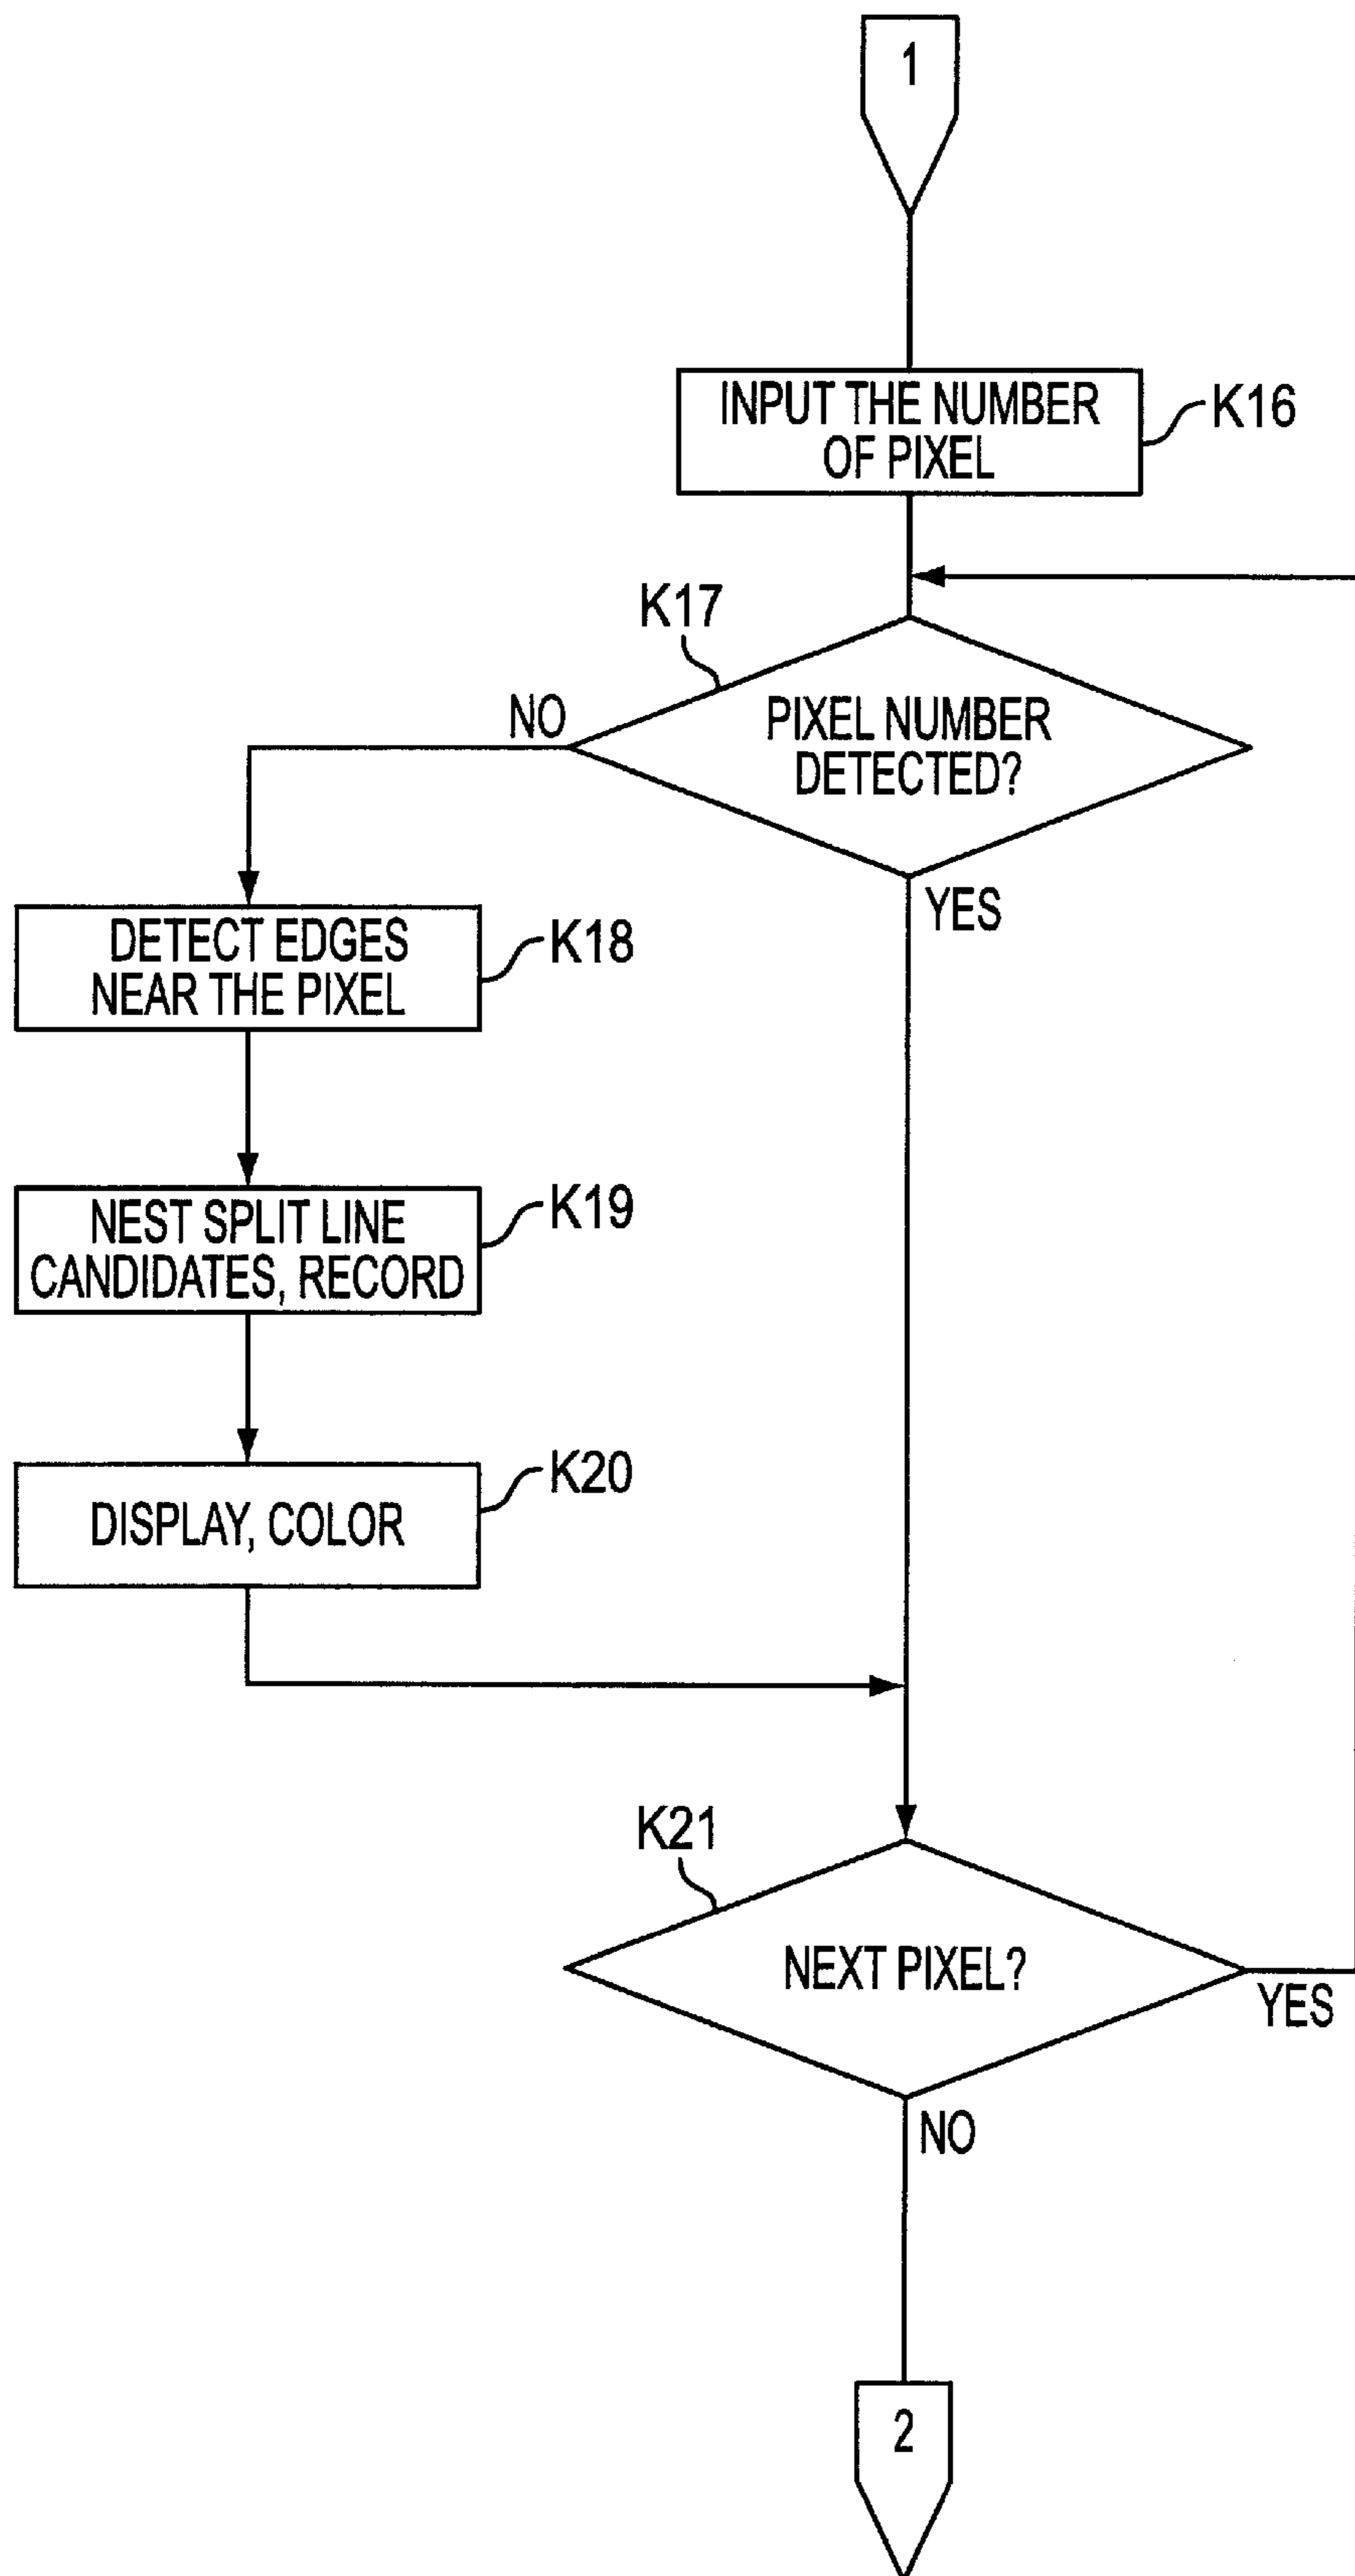 1
INPUT THE NUMBER
OF PIXEL
K16
K17
NO
PIXEL NUMBER
DETECTED?
YES
DETECT EDGES
NEAR THE PIXEL
K18
NEST SPLIT LINE
CANDIDATES, RECORD
K19
DISPLAY, COLOR
K20
K21
NEXT PIXEL?
YES
NO
2